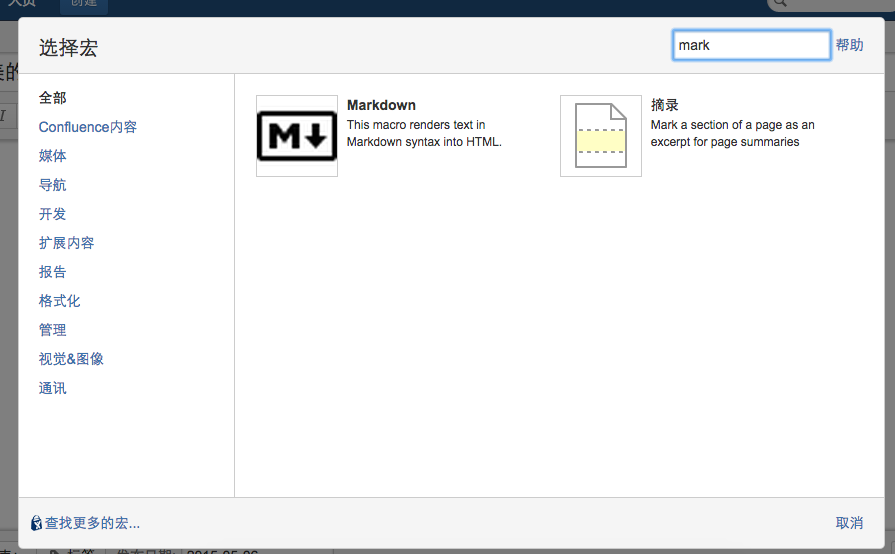 创建
选择宏
mark
帮助
全部
Confluence内容
媒体
导航
开发
扩展内容
报告
格式化
管理
视觉&图像
通讯
Markdown
This macro renders text in
Markdown syntax into HTML.
摘录
Mark a section of a page as an
excerpt for page summaries
查找更多的宏...
取消